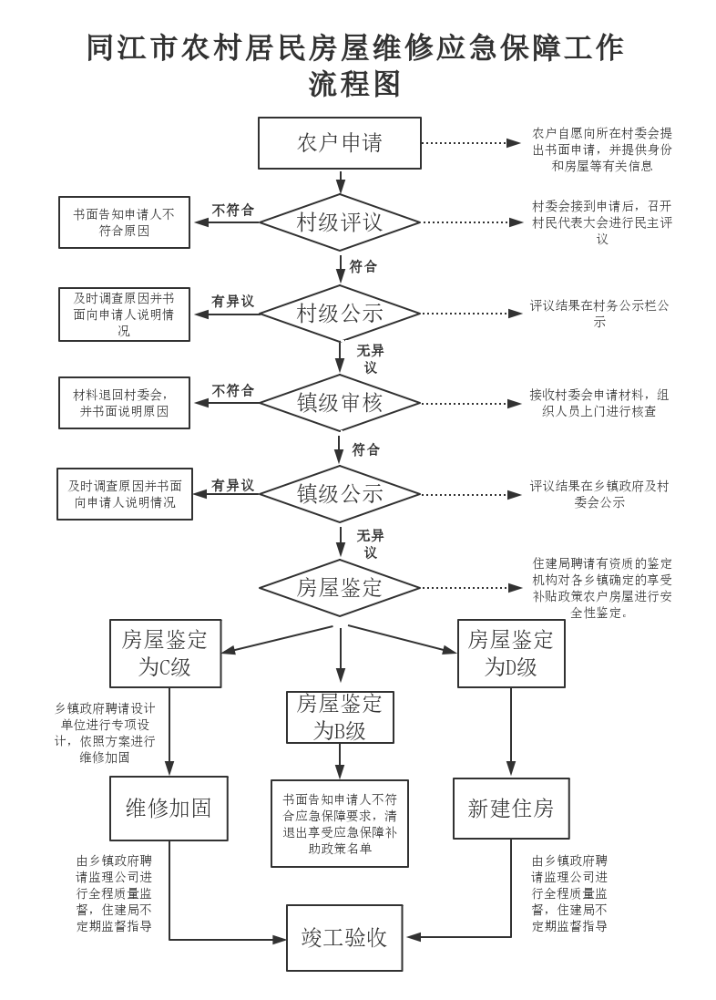 同江市农村居民房屋维修应急保障工作
流程图
农户申请
农户自愿向所在村委会提
出书面申请，并提供身份
和房屋等有关信息
书面告知申请人不
符合原因
不符合
村级评议
村委会接到申请后，召开
村民代表大会进行民主评
议
符合
及时调查原因并书
面向申请人说明情
况
有异议
村级公示
评议结果在村务公示栏公
示
无异
议
材料退回村委会，
并书面说明原因
不符合
镇级审核
接收村委会申请材料，组
织人员上门进行核查
符合
及时调查原因并书面
向申请人说明情况
有异议
镇级公示
评议结果在乡镇政府及村
委会公示
无异
议
房屋鉴定
住建局聘请有资质的鉴定
机构对各乡镇确定的享受
补贴政策农户房屋进行安
全性鉴定。
房屋鉴定
为C级
房屋鉴定
为B级
房屋鉴定
为D级
乡镇政府聘请设计
单位进行专项设
计，依照方案进行
维修加固
维修加固
书面告知申请人不符
合应急保障要求，清
退出享受应急保障补
助政策名单
新建住房
由乡镇政府聘
请监理公司进
行全程质量监
督，住建局不
定期监督指导
由乡镇政府聘
请监理公司进
行全程质量监
督，住建局不
定期监督指导
竣工验收